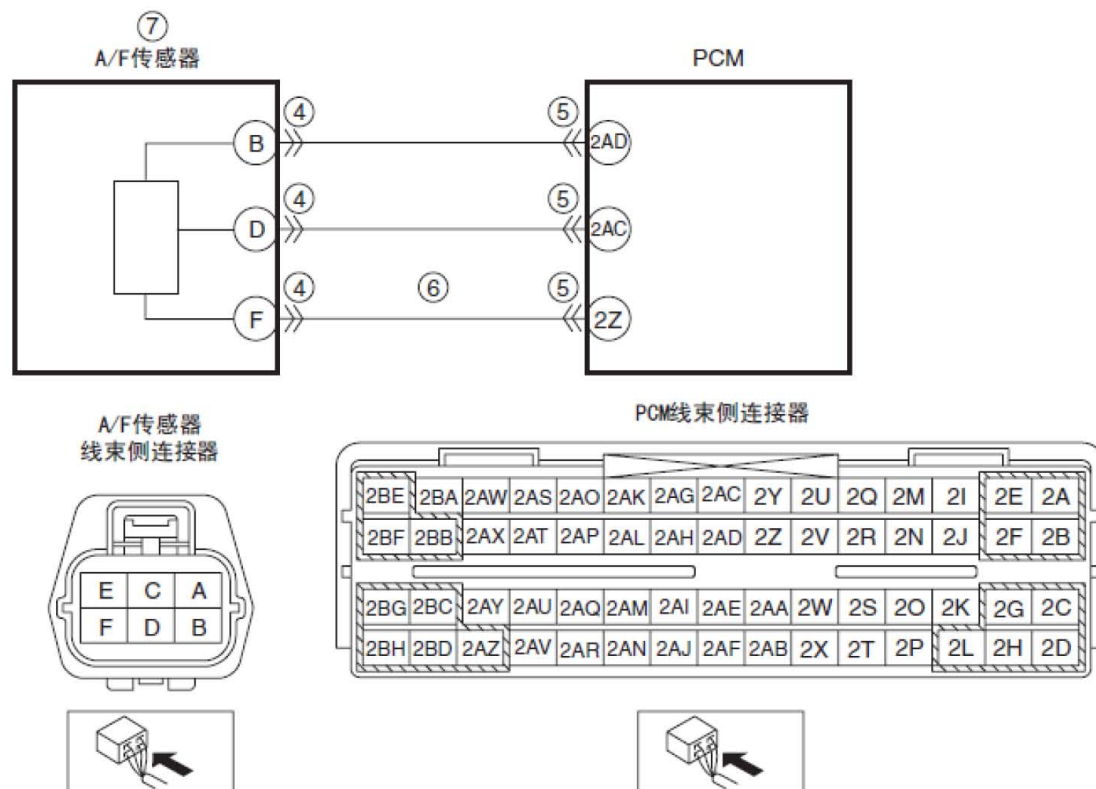 ⑦
A/F传感器
PCM
④ ⑤
B 2AD
④ ⑤
D 2AC
④ ⑥ ⑤
F 2Z
A/F传感器
线束侧连接器
PCM线束侧连接器
E C A
F D B
2BE 2BA 2AW 2AS 2AO 2AK 2AG 2AC 2Y 2U 2Q 2M 2I 2E 2A
2BF 2BB 2AX 2AT 2AP 2AL 2AH 2AD 2Z 2V 2R 2N 2J 2F 2B
2BG 2BC 2AY 2AU 2AQ 2AM 2AI 2AE 2AA 2W 2S 2O 2K 2G 2C
2BH 2BD 2AZ 2AV 2AR 2AN 2AJ 2AF 2AB 2X 2T 2P 2L 2H 2D